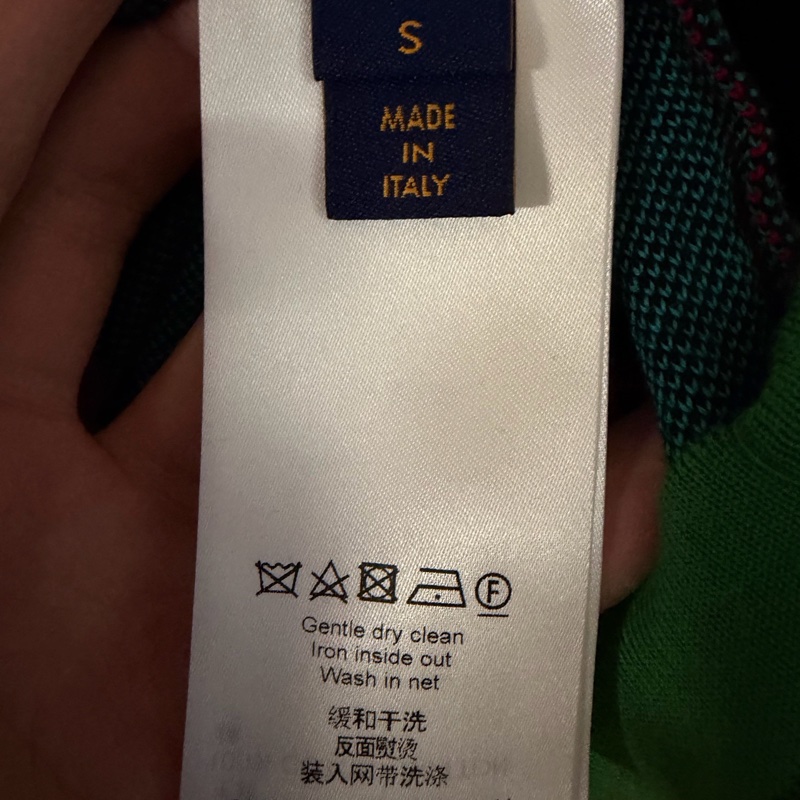 S
MADE
IN
ITALY
F
Gentle dry clean
Iron inside out
Wash in net
缓和干洗
反面熨烫
装入网带洗涤